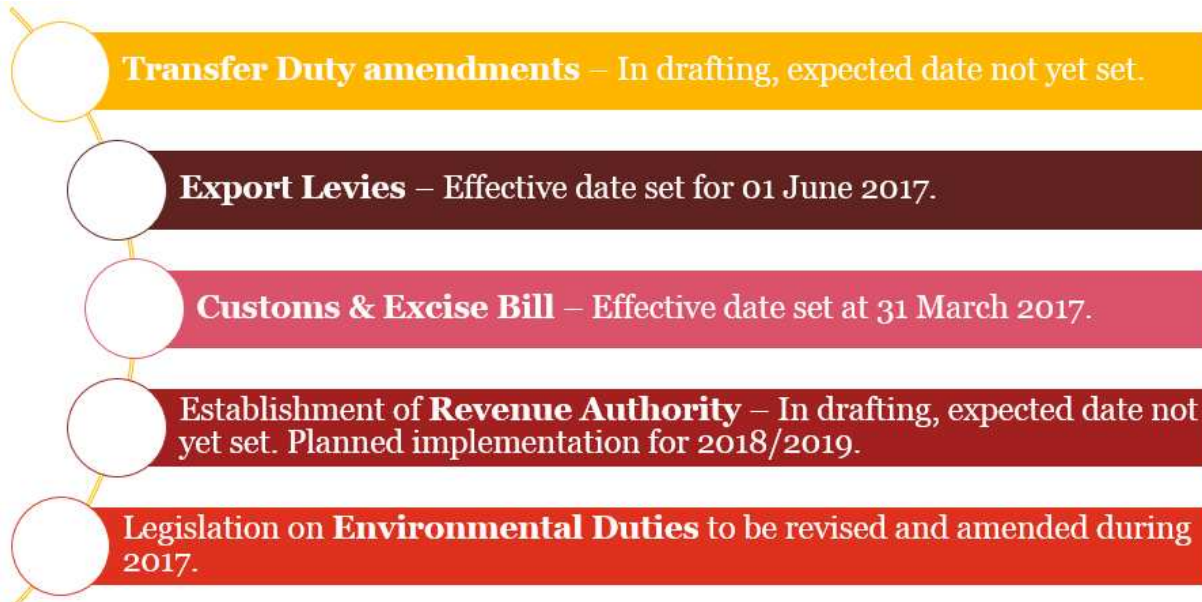 Transfer Duty amendments – In drafting, expected date not yet set.
Export Levies – Effective date set for 01 June 2017.
Customs & Excise Bill – Effective date set at 31 March 2017.
Establishment of Revenue Authority – In drafting, expected date not
yet set. Planned implementation for 2018/2019.
Legislation on Environmental Duties to be revised and amended during
2017.